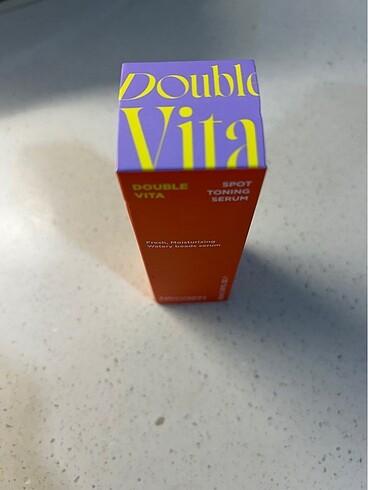 Double
Vita
DOUBLE
VITA
SPOT
TONING
SERUM
Fresh, Moisturizing
Watery beads serum